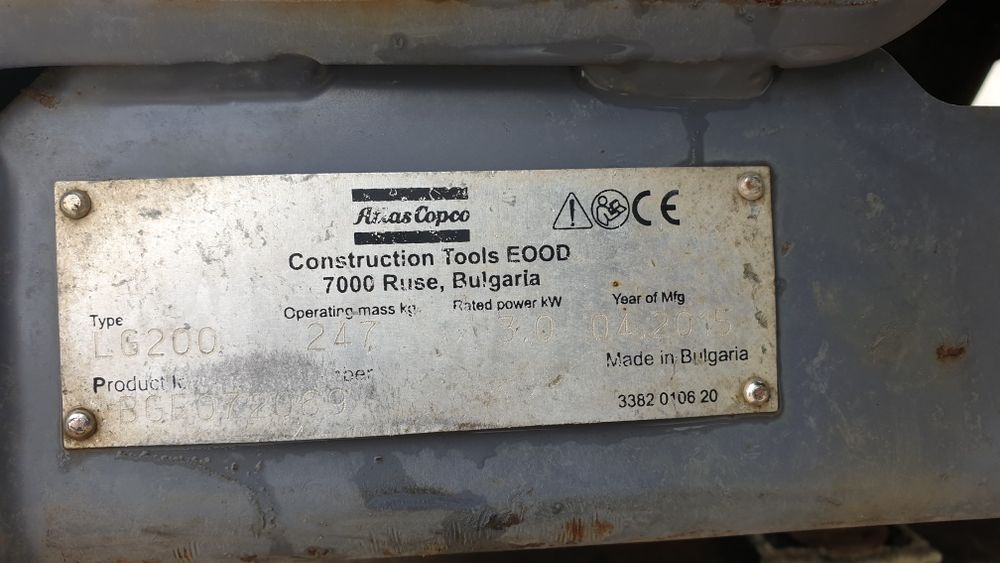 Atlas Copco
CE
Construction Tools EOOD
7000 Ruse, Bulgaria
Type Operating mass kg. Rated power kW Year of Mfg
LG200 247 3,0 04.2015
Made in Bulgaria
Product
3382 0106 20